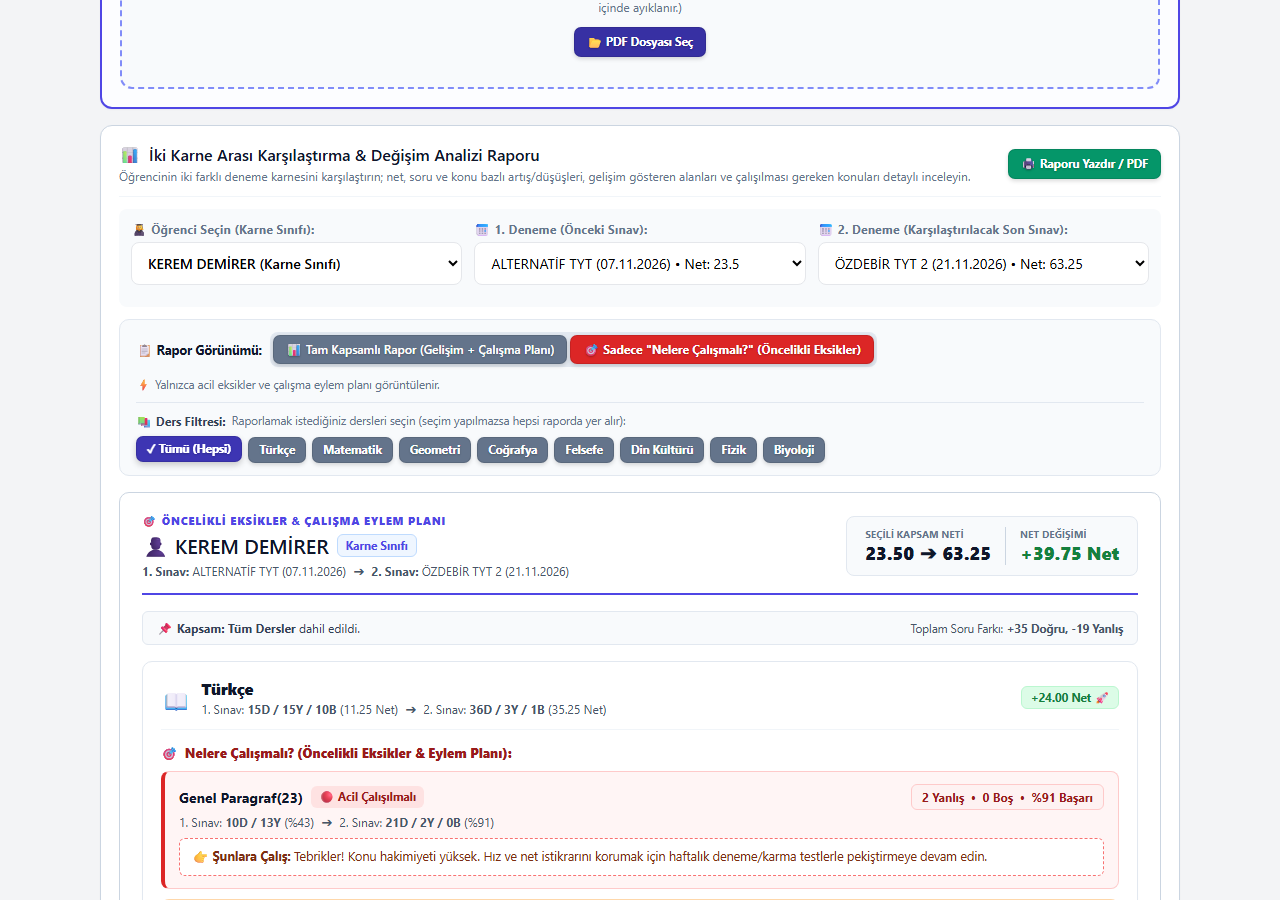 içinde ayıklanır.)
PDF Dosyası Seç
İki Karne Arası Karşılaştırma & Değişim Analizi Raporu
Öğrencinin iki farklı deneme karnesini karşılaştırın; net, soru ve konu bazlı artış/düşüşleri, gelişim gösteren alanları ve çalışılması gereken konuları detaylı inceleyin.
Raporu Yazdır / PDF
Öğrenci Seçin (Karne Sınıfı):
KEREM DEMİRER (Karne Sınıfı)
1. Deneme (Önceki Sınav):
ALTERNATİF TYT (07.11.2026) • Net: 23.5
2. Deneme (Karşılaştırılacak Son Sınav):
ÖZDEBİR TYT 2 (21.11.2026) • Net: 63.25
Rapor Görünümü:
Tam Kapsamlı Rapor (Gelişim + Çalışma Planı)
Sadece "Nelere Çalışmalı?" (Öncelikli Eksikler)
Yalnızca acil eksikler ve çalışma eylem planı görüntülenir.
Ders Filtresi: Raporlamak istediğiniz dersleri seçin (seçim yapılmazsa hepsi raporda yer alır):
✓ Tümü (Hepsi) Türkçe Matematik Geometri Coğrafya Felsefe Din Kültürü Fizik Biyoloji
ÖNCELİKLİ EKSİKLER & ÇALIŞMA EYLEM PLANI
KEREM DEMİRER Karne Sınıfı
1. Sınav: ALTERNATİF TYT (07.11.2026) → 2. Sınav: ÖZDEBİR TYT 2 (21.11.2026)
SEÇİLİ KAPSAM NETİ
23.50 → 63.25
NET DEĞİŞİMİ
+39.75 Net
Kapsam: Tüm Dersler dahil edildi.
Toplam Soru Farkı: +35 Doğru, -19 Yanlış
Türkçe
1. Sınav: 15D / 15Y / 10B (11.25 Net) → 2. Sınav: 36D / 3Y / 1B (35.25 Net)
+24.00 Net
Nelere Çalışmalı? (Öncelikli Eksikler & Eylem Planı):
Genel Paragraf(23) Acil Çalışılmalı
2 Yanlış • 0 Boş • %91 Başarı
1. Sınav: 10D / 13Y (%43) → 2. Sınav: 21D / 2Y / 0B (%91)
Şunlara Çalış: Tebrikler! Konu hakimiyeti yüksek. Hız ve net istikrarını korumak için haftalık deneme/karma testlerle pekiştirmeye devam edin.